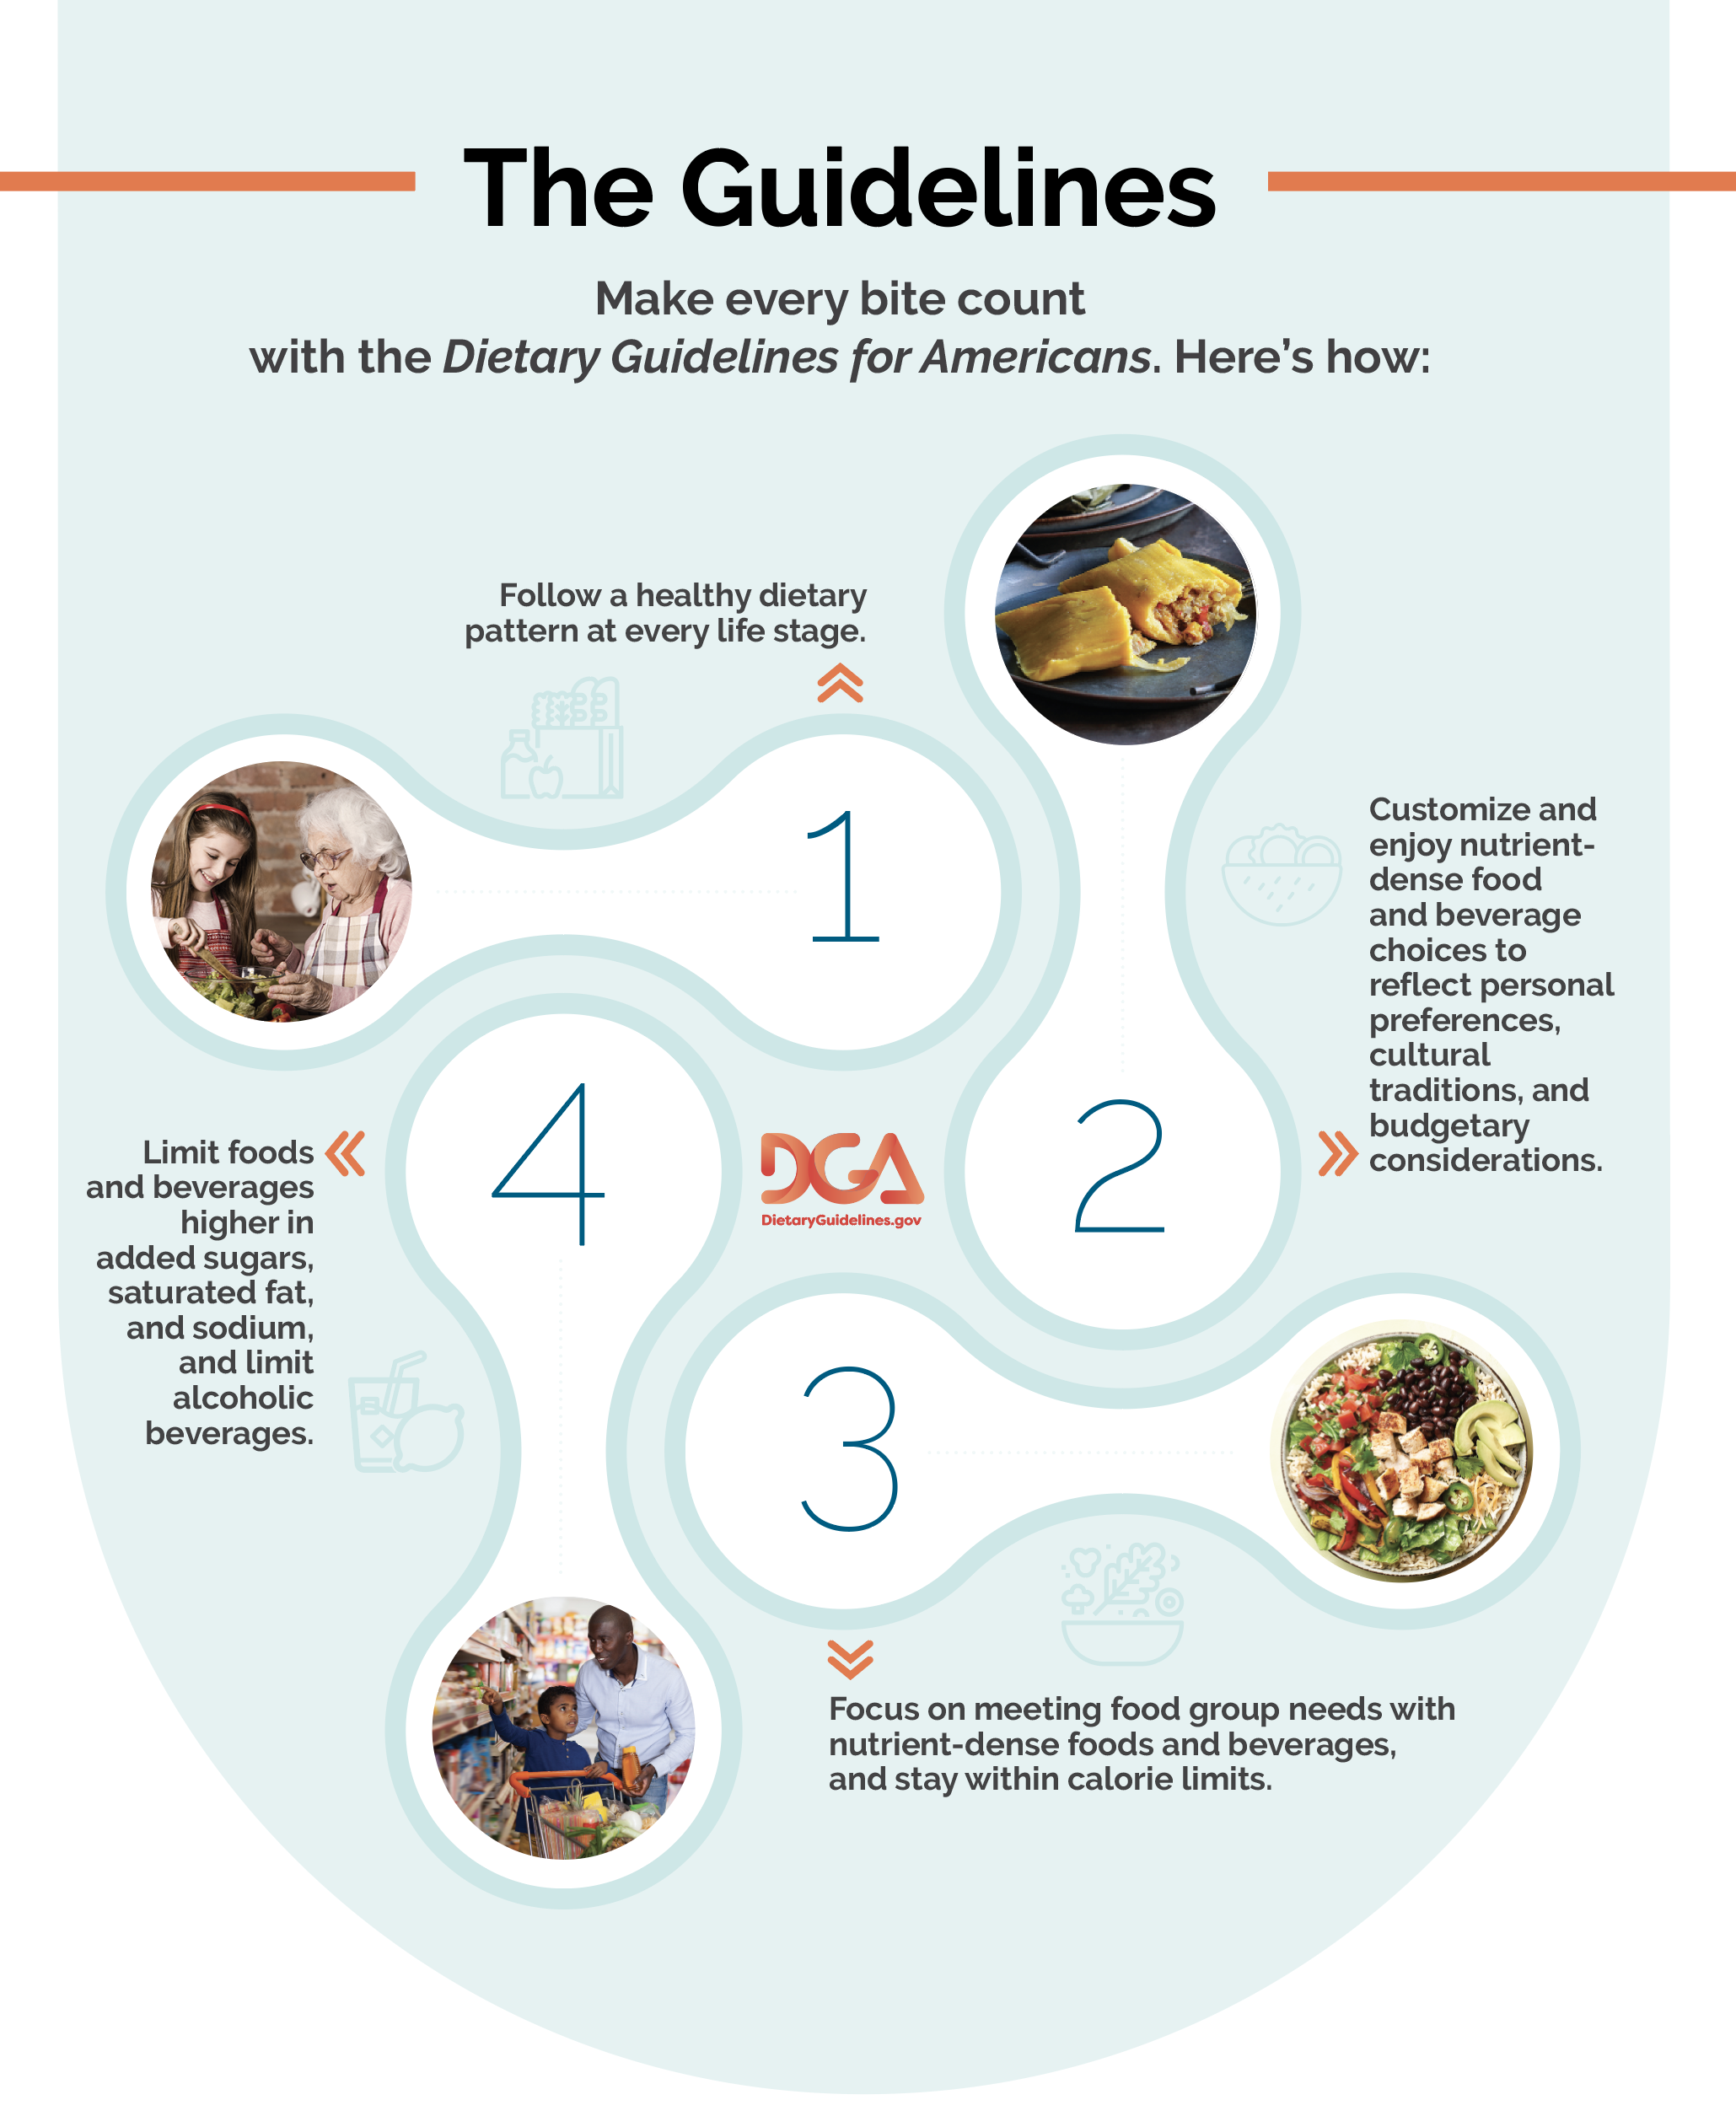 The Guidelines
Make every bite count
with the Dietary Guidelines for Americans. Here's how:
Follow a healthy dietary
pattern at every life stage.
1
Customize and
enjoy nutrient-
dense food
and beverage
choices to
reflect personal
preferences,
cultural
traditions, and
budgetary
considerations.
2
3
Focus on meeting food group needs with
nutrient-dense foods and beverages,
and stay within calorie limits.
4
Limit foods
and beverages
higher in
added sugars,
saturated fat,
and sodium,
and limit
alcoholic
beverages.
DGA
DietaryGuidelines.gov